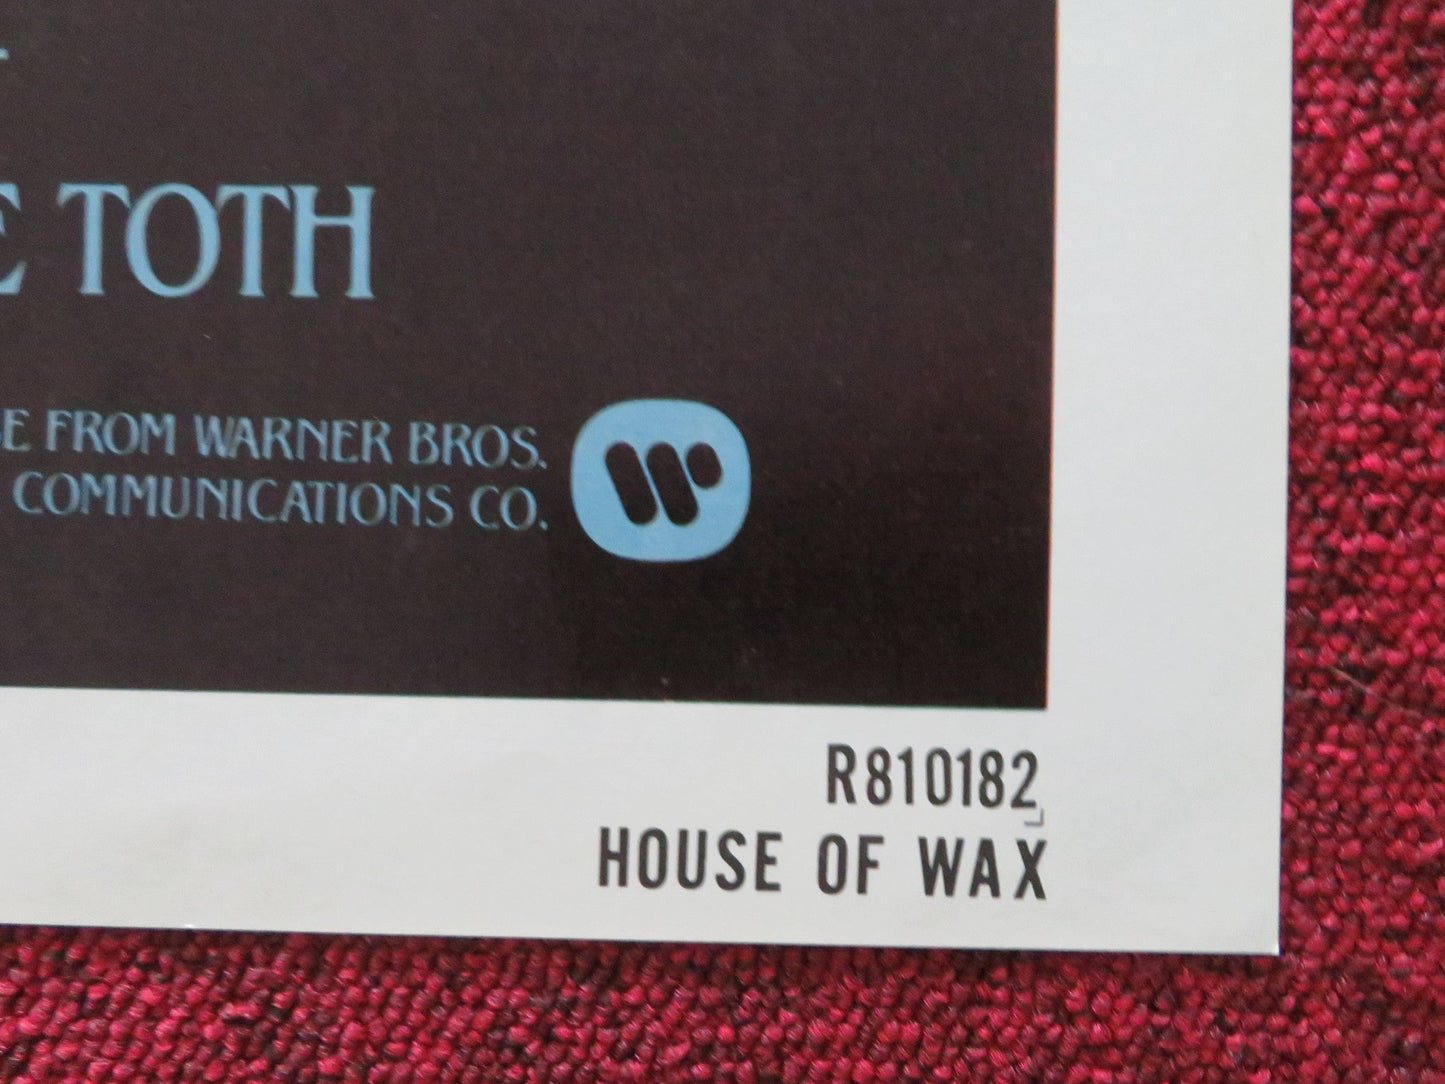 TOTH
FROM WARNER BROS.
COMMUNICATIONS CO.
R810182
HOUSE OF WAX